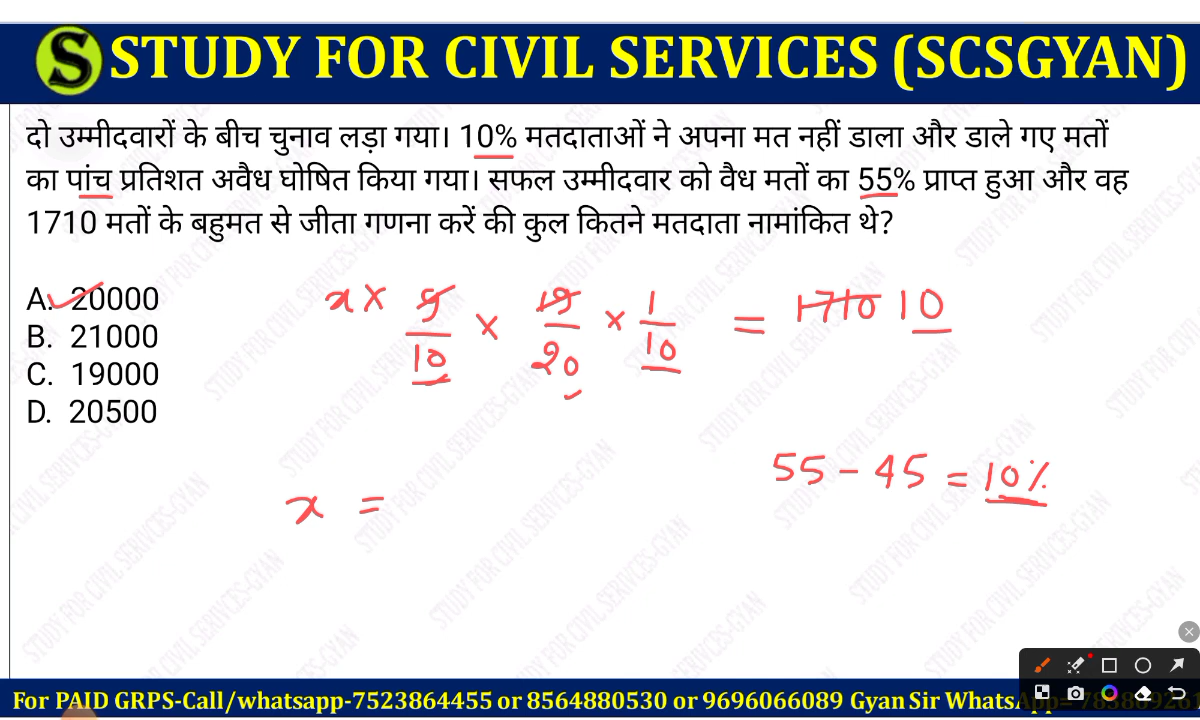 S STUDY FOR CIVIL SERVICES (SCSGYAN)
दो उम्मीदवारों के बीच चुनाव लड़ा गया। 10% मतदाताओं ने अपना मत नहीं डाला और डाले गए मतों
का पांच प्रतिशत अवैध घोषित किया गया। सफल उम्मीदवार को वैध मतों का 55% प्राप्त हुआ और वह
1710 मतों के बहुमत से जीता गणना करें की कुल कितने मतदाता नामांकित थे?
A. 20000
B. 21000
C. 19000
D. 20500
x × 9/10 × 19/20 × 1/10 = 1710 10
55 - 45 = 10%
x =
For PAID GRPS-Call/whatsapp-7523864455 or 8564880530 or 9696066089 Gyan Sir WhatsApp=